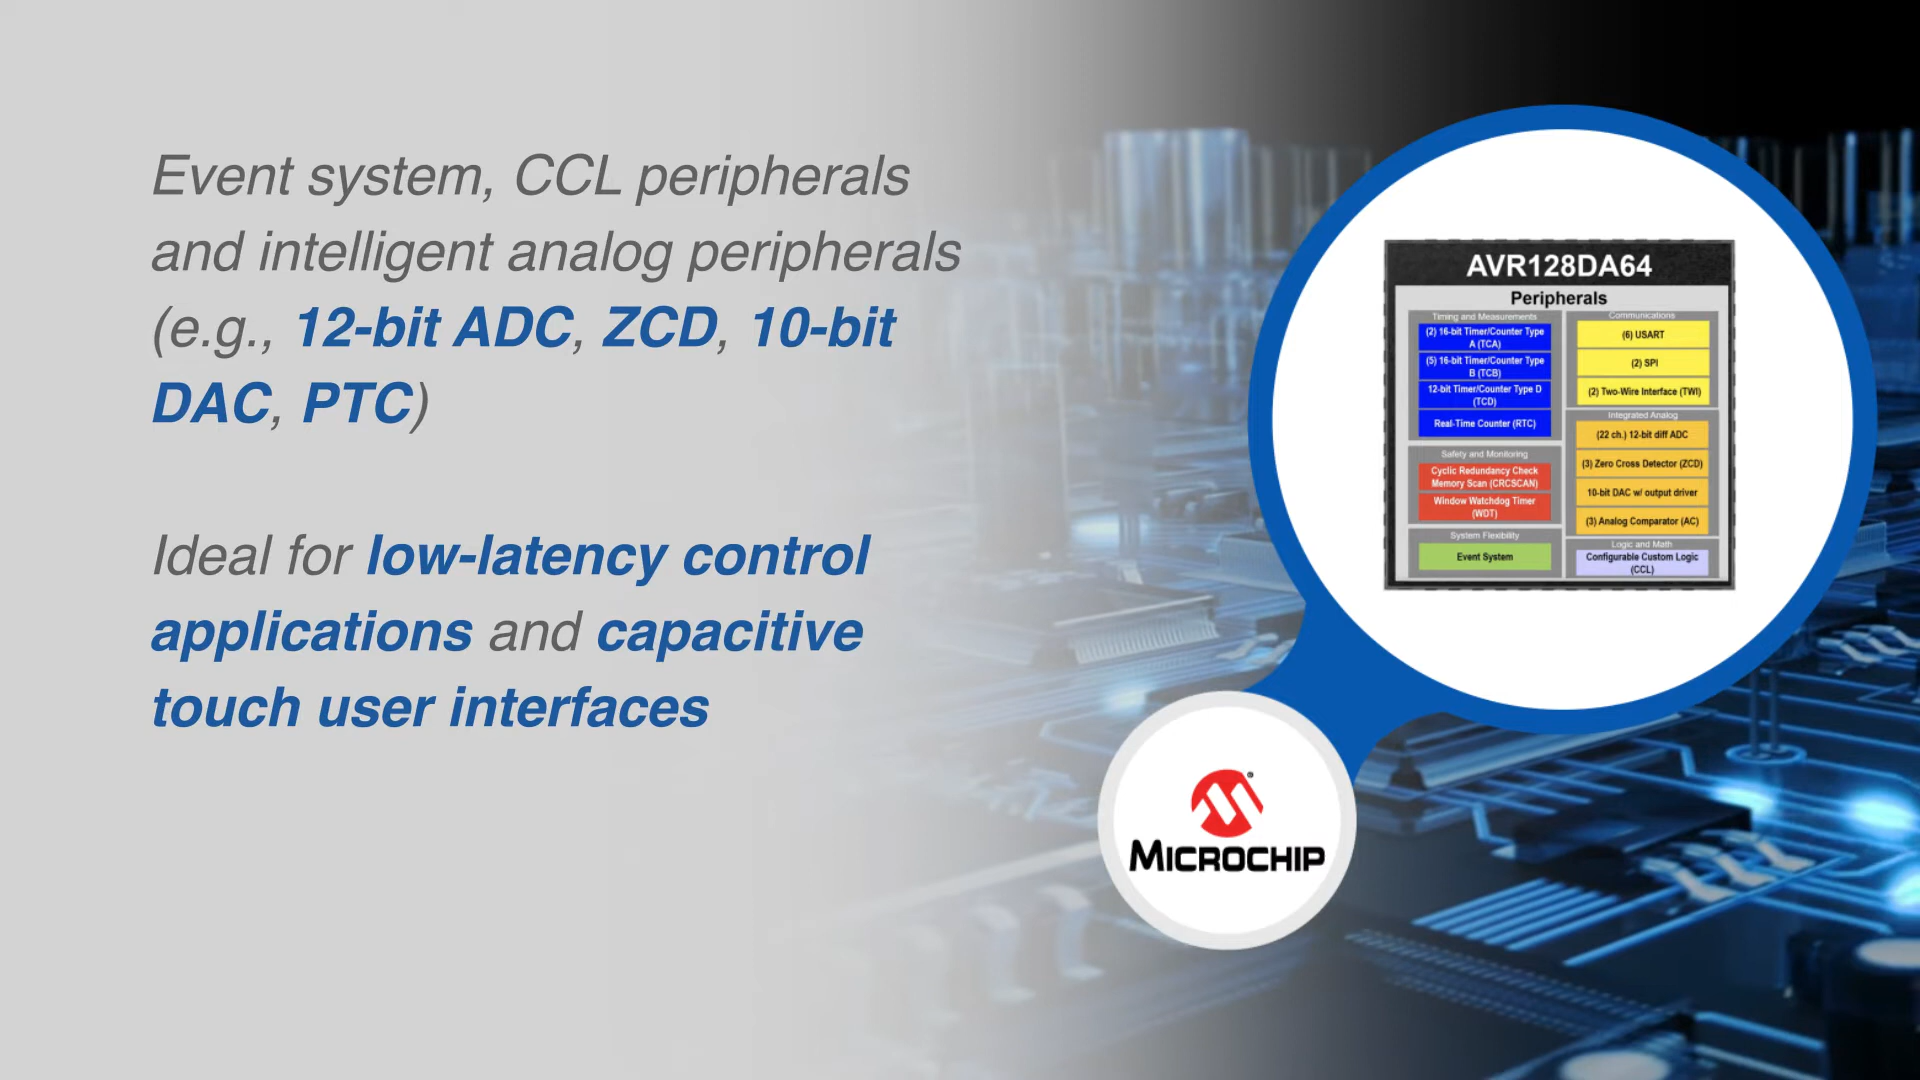 Event system, CCL peripherals
and intelligent analog peripherals
(e.g., 12-bit ADC, ZCD, 10-bit
DAC, PTC)
Ideal for low-latency control
applications and capacitive
touch user interfaces
AVR128DA64
Peripherals
Timing and Measurements
(2) 16-bit Timer/Counter Type
A (TCA)
(5) 16-bit Timer/Counter Type
B (TCB)
12-bit Timer/Counter Type D
(TCD)
Real-Time Counter (RTC)
Safety and Monitoring
Cyclic Redundancy Check
Memory Scan (CRCSCAN)
Window Watchdog Timer
(WDT)
System Flexibility
Event System
Communications
(6) USART
(2) SPI
(2) Two-Wire Interface (TWI)
Integrated Analog
(22 ch.) 12-bit diff ADC
(3) Zero Cross Detector (ZCD)
10-bit DAC w/ output driver
(3) Analog Comparator (AC)
Logic and Math
Configurable Custom Logic
(CCL)
MICROCHIP